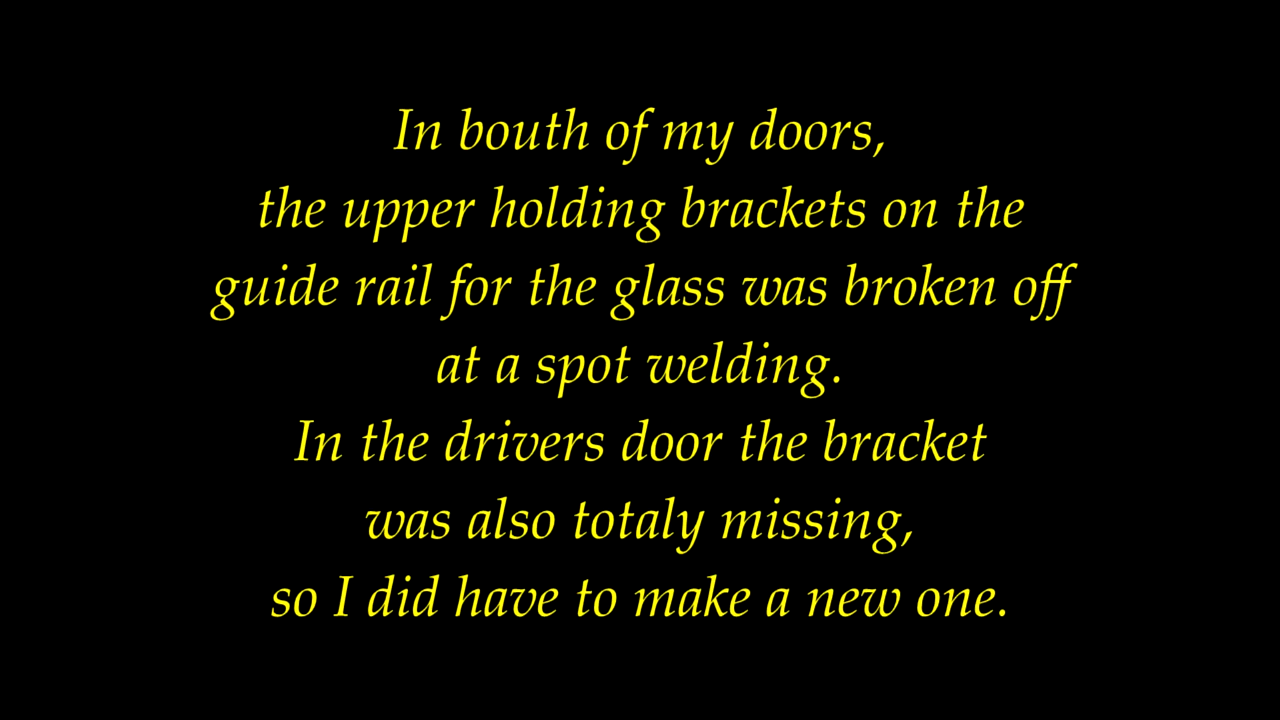 In bouth of my doors,
the upper holding brackets on the
guide rail for the glass was broken off
at a spot welding.
In the drivers door the bracket
was also totaly missing,
so I did have to make a new one.